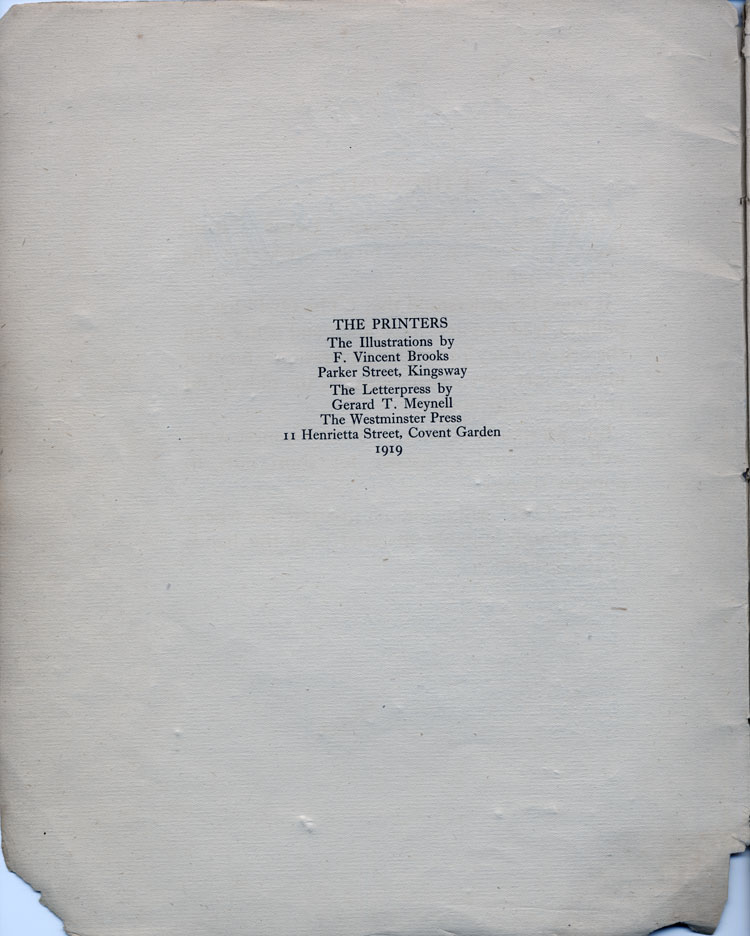 THE PRINTERS
The Illustrations by
F. Vincent Brooks
Parker Street, Kingsway
The Letterpress by
Gerard T. Meynell
The Westminster Press
11 Henrietta Street, Covent Garden
1919